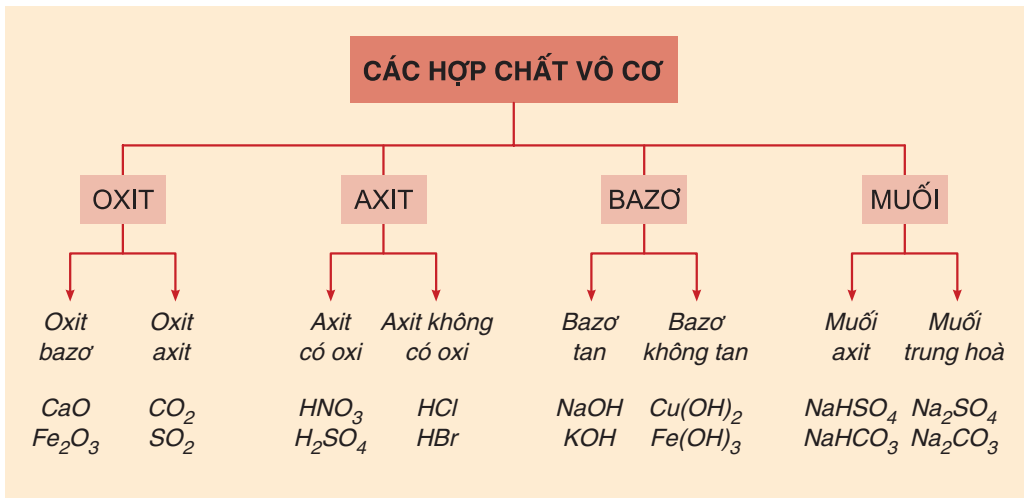 CÁC HỢP CHẤT VÔ CƠ
OXIT
AXIT
BAZƠ
MUỐI
Oxit
bazơ
Oxit
axit
Axit
có oxi
Axit không
có oxi
Bazơ
tan
Bazơ
không tan
Muối
axit
Muối
trung hoà
CaO
Fe₂O₃
CO₂
SO₂
HNO₃
H₂SO₄
HCl
HBr
NaOH
KOH
Cu(OH)₂
Fe(OH)₃
NaHSO₄
NaHCO₃
Na₂SO₄
Na₂CO₃